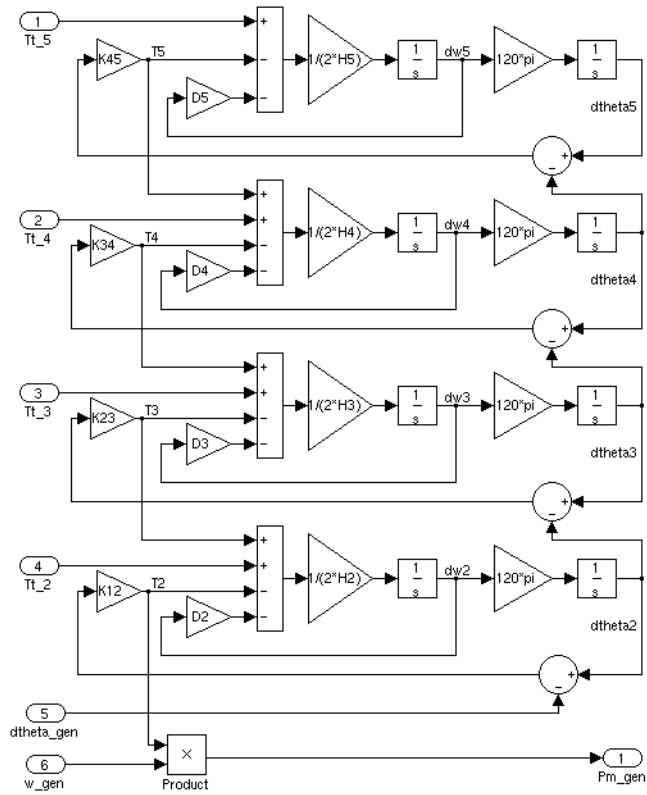 1
Tt_5
K45
T5
+
−
−
D5
1/(2*H5)
1
s
dw5
120*pi
1
s
dtheta5
+
−
2
Tt_4
K34
T4
+
+
−
−
D4
1/(2*H4)
1
s
dw4
120*pi
1
s
dtheta4
+
−
3
Tt_3
K23
T3
+
+
−
−
D3
1/(2*H3)
1
s
dw3
120*pi
1
s
dtheta3
+
−
4
Tt_2
K12
T2
+
+
−
−
D2
1/(2*H2)
1
s
dw2
120*pi
1
s
dtheta2
+
−
5
dtheta_gen
6
w_gen
×
Product
1
Pm_gen